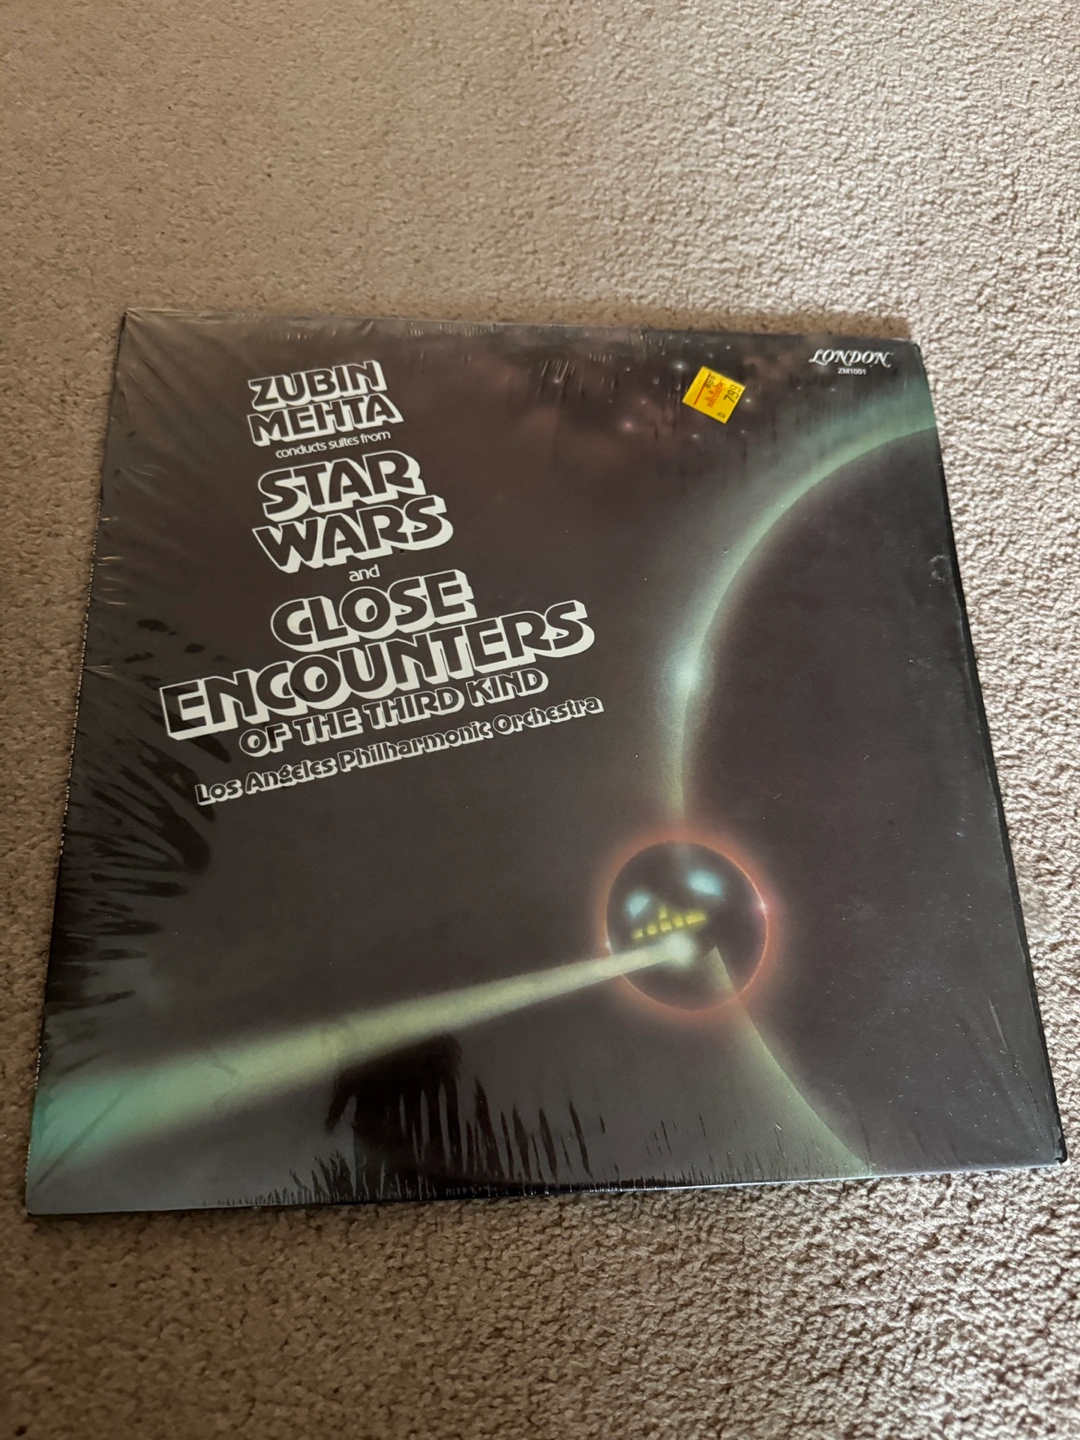 ZUBIN
MEHTA
conducts suites from
STAR
WARS
and
CLOSE
ENCOUNTERS
OF THE THIRD KIND
Los Angeles Philharmonic Orchestra
LONDON
ZM1001
799